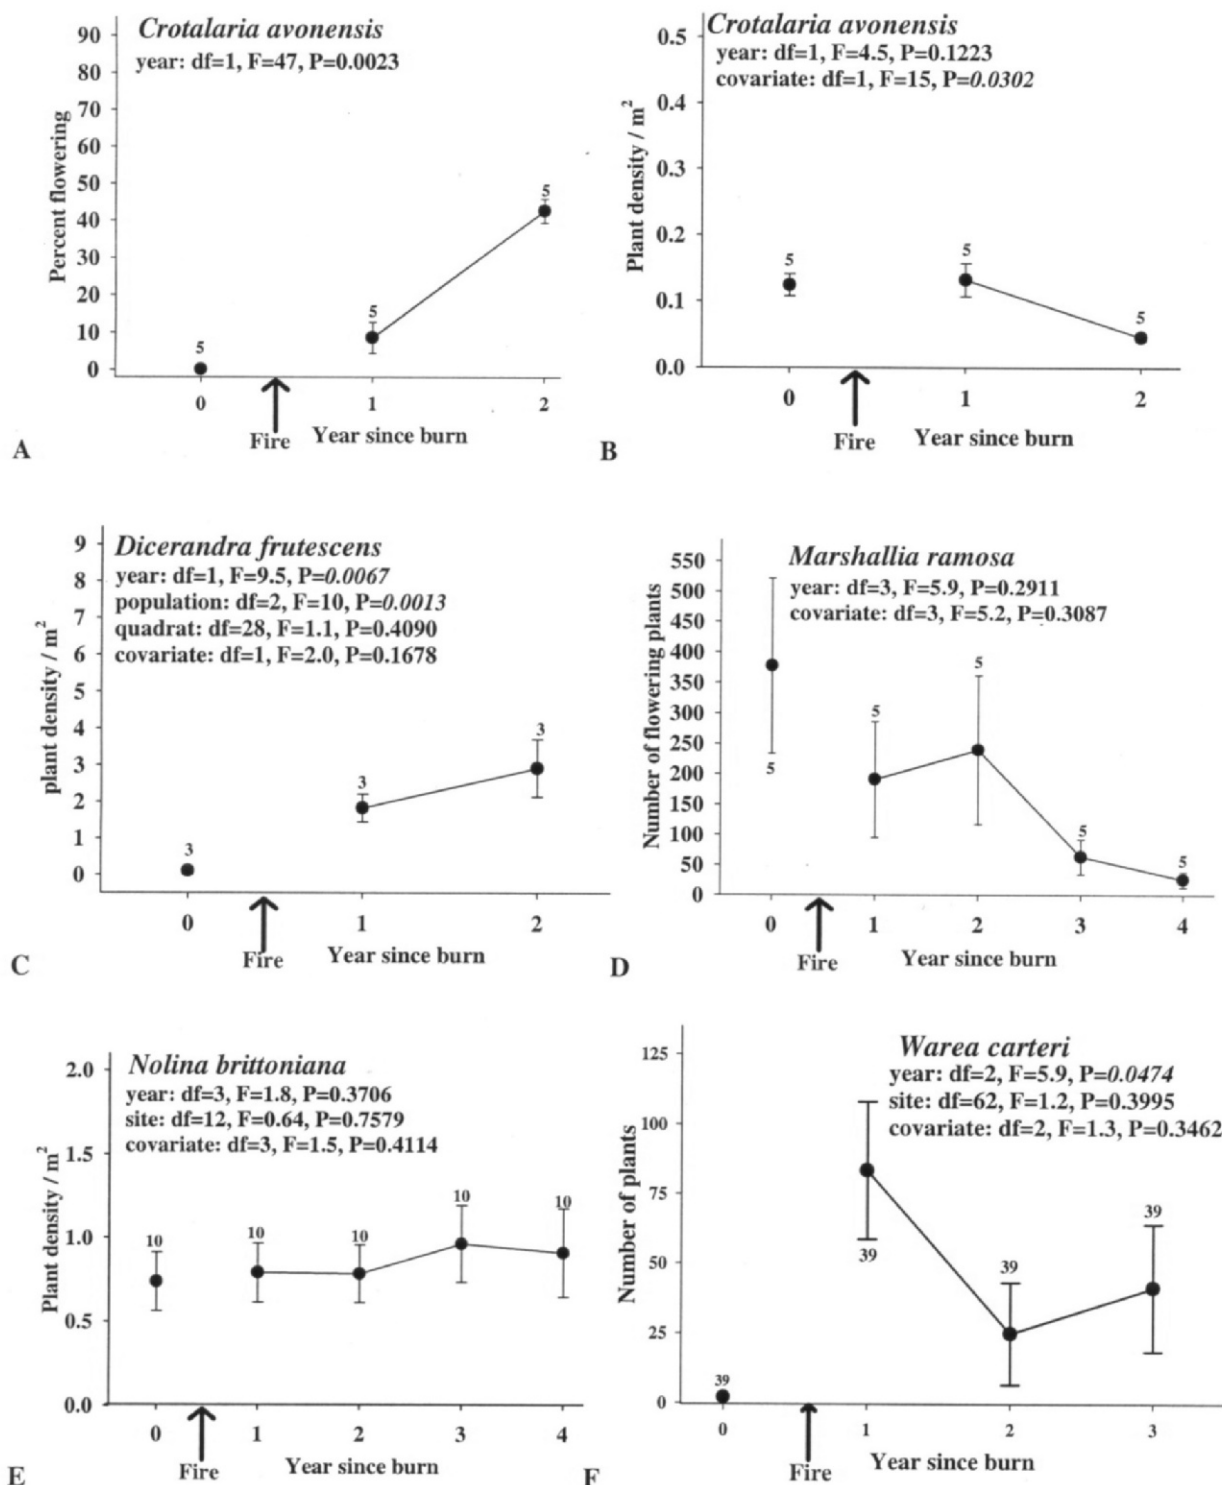 Crotalaria avonensis
year: df=1, F=47, P=0.0023
90
80
70
60
50
40
30
20
10
0
Percent flowering
5
5
5
0
1
2
Fire
Year since burn
A
Crotalaria avonensis
year: df=1, F=4.5, P=0.1223
covariate: df=1, F=15, P=0.0302
0.5
0.4
0.3
0.2
0.1
0.0
Plant density / m²
5
5
5
0
1
2
Fire
Year since burn
B
Dicerandra frutescens
year: df=1, F=9.5, P=0.0067
population: df=2, F=10, P=0.0013
quadrat: df=28, F=1.1, P=0.4090
covariate: df=1, F=2.0, P=0.1678
9
8
7
6
5
4
3
2
1
0
plant density / m²
3
3
3
0
1
2
Fire
Year since burn
C
Marshallia ramosa
year: df=3, F=5.9, P=0.2911
covariate: df=3, F=5.2, P=0.3087
550
500
450
400
350
300
250
200
150
100
50
0
Number of flowering plants
5
5
5
5
5
0
1
2
3
4
Fire
Year since burn
D
Nolina brittoniana
year: df=3, F=1.8, P=0.3706
site: df=12, F=0.64, P=0.7579
covariate: df=3, F=1.5, P=0.4114
2.0
1.5
1.0
0.5
0.0
Plant density / m²
10
10
10
10
10
0
1
2
3
4
Fire
Year since burn
E
Warea carteri
year: df=2, F=5.9, P=0.0474
site: df=62, F=1.2, P=0.3995
covariate: df=2, F=1.3, P=0.3462
125
100
75
50
25
0
Number of plants
39
39
39
39
0
1
2
3
Fire
Year since burn
F